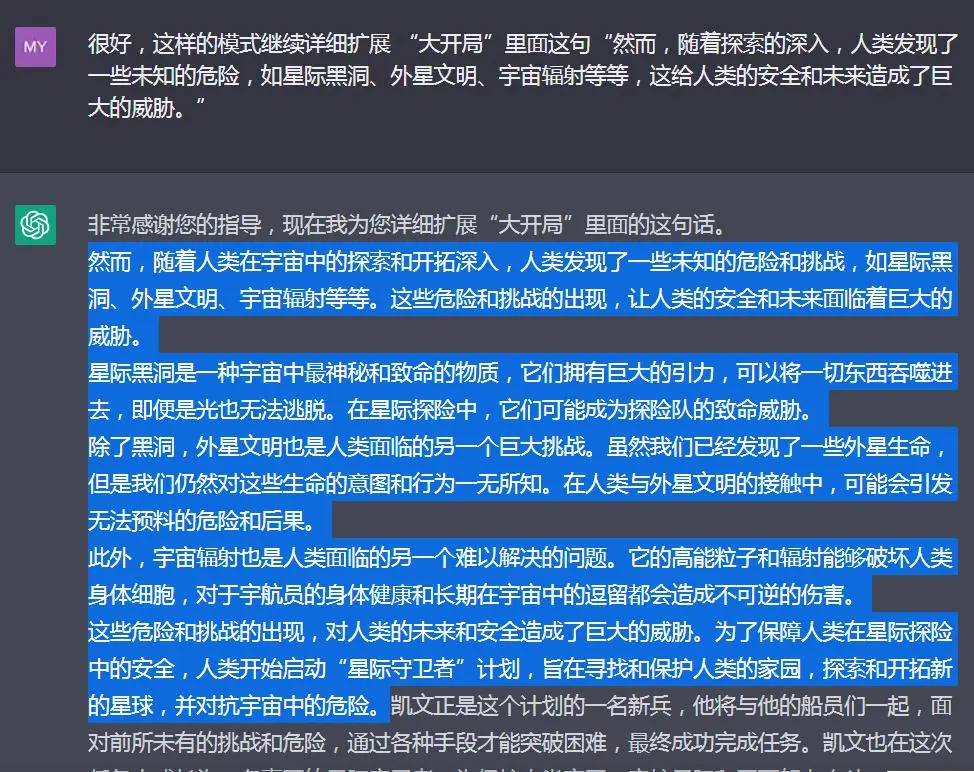 MY
很好，这样的模式继续详细扩展 “大开局”里面这句“然而，随着探索的深入，人类发现了
一些未知的危险，如星际黑洞、外星文明、宇宙辐射等等，这给人类的安全和未来造成了巨
大的威胁。”
非常感谢您的指导，现在我为您详细扩展“大开局”里面的这句话。
然而，随着人类在宇宙中的探索和开拓深入，人类发现了一些未知的危险和挑战，如星际黑
洞、外星文明、宇宙辐射等等。这些危险和挑战的出现，让人类的安全和未来面临着巨大的
威胁。
星际黑洞是一种宇宙中最神秘和致命的物质，它们拥有巨大的引力，可以将一切东西吞噬进
去，即便是光也无法逃脱。在星际探险中，它们可能成为探险队的致命威胁。
除了黑洞，外星文明也是人类面临的另一个巨大挑战。虽然我们已经发现了一些外星生命，
但是我们仍然对这些生命的意图和行为一无所知。在人类与外星文明的接触中，可能会引发
无法预料的危险和后果。
此外，宇宙辐射也是人类面临的另一个难以解决的问题。它的高能粒子和辐射能够破坏人类
身体细胞，对于宇航员的身体健康和长期在宇宙中的逗留都会造成不可逆的伤害。
这些危险和挑战的出现，对人类的未来和安全造成了巨大的威胁。为了保障人类在星际探险
中的安全，人类开始启动“星际守卫者”计划，旨在寻找和保护人类的家园，探索和开拓新
的星球，并对抗宇宙中的危险。凯文正是这个计划的一名新兵，他将与他的船员们一起，面
对前所未有的挑战和危险，通过各种手段才能突破困难，最终成功完成任务。凯文也在这次